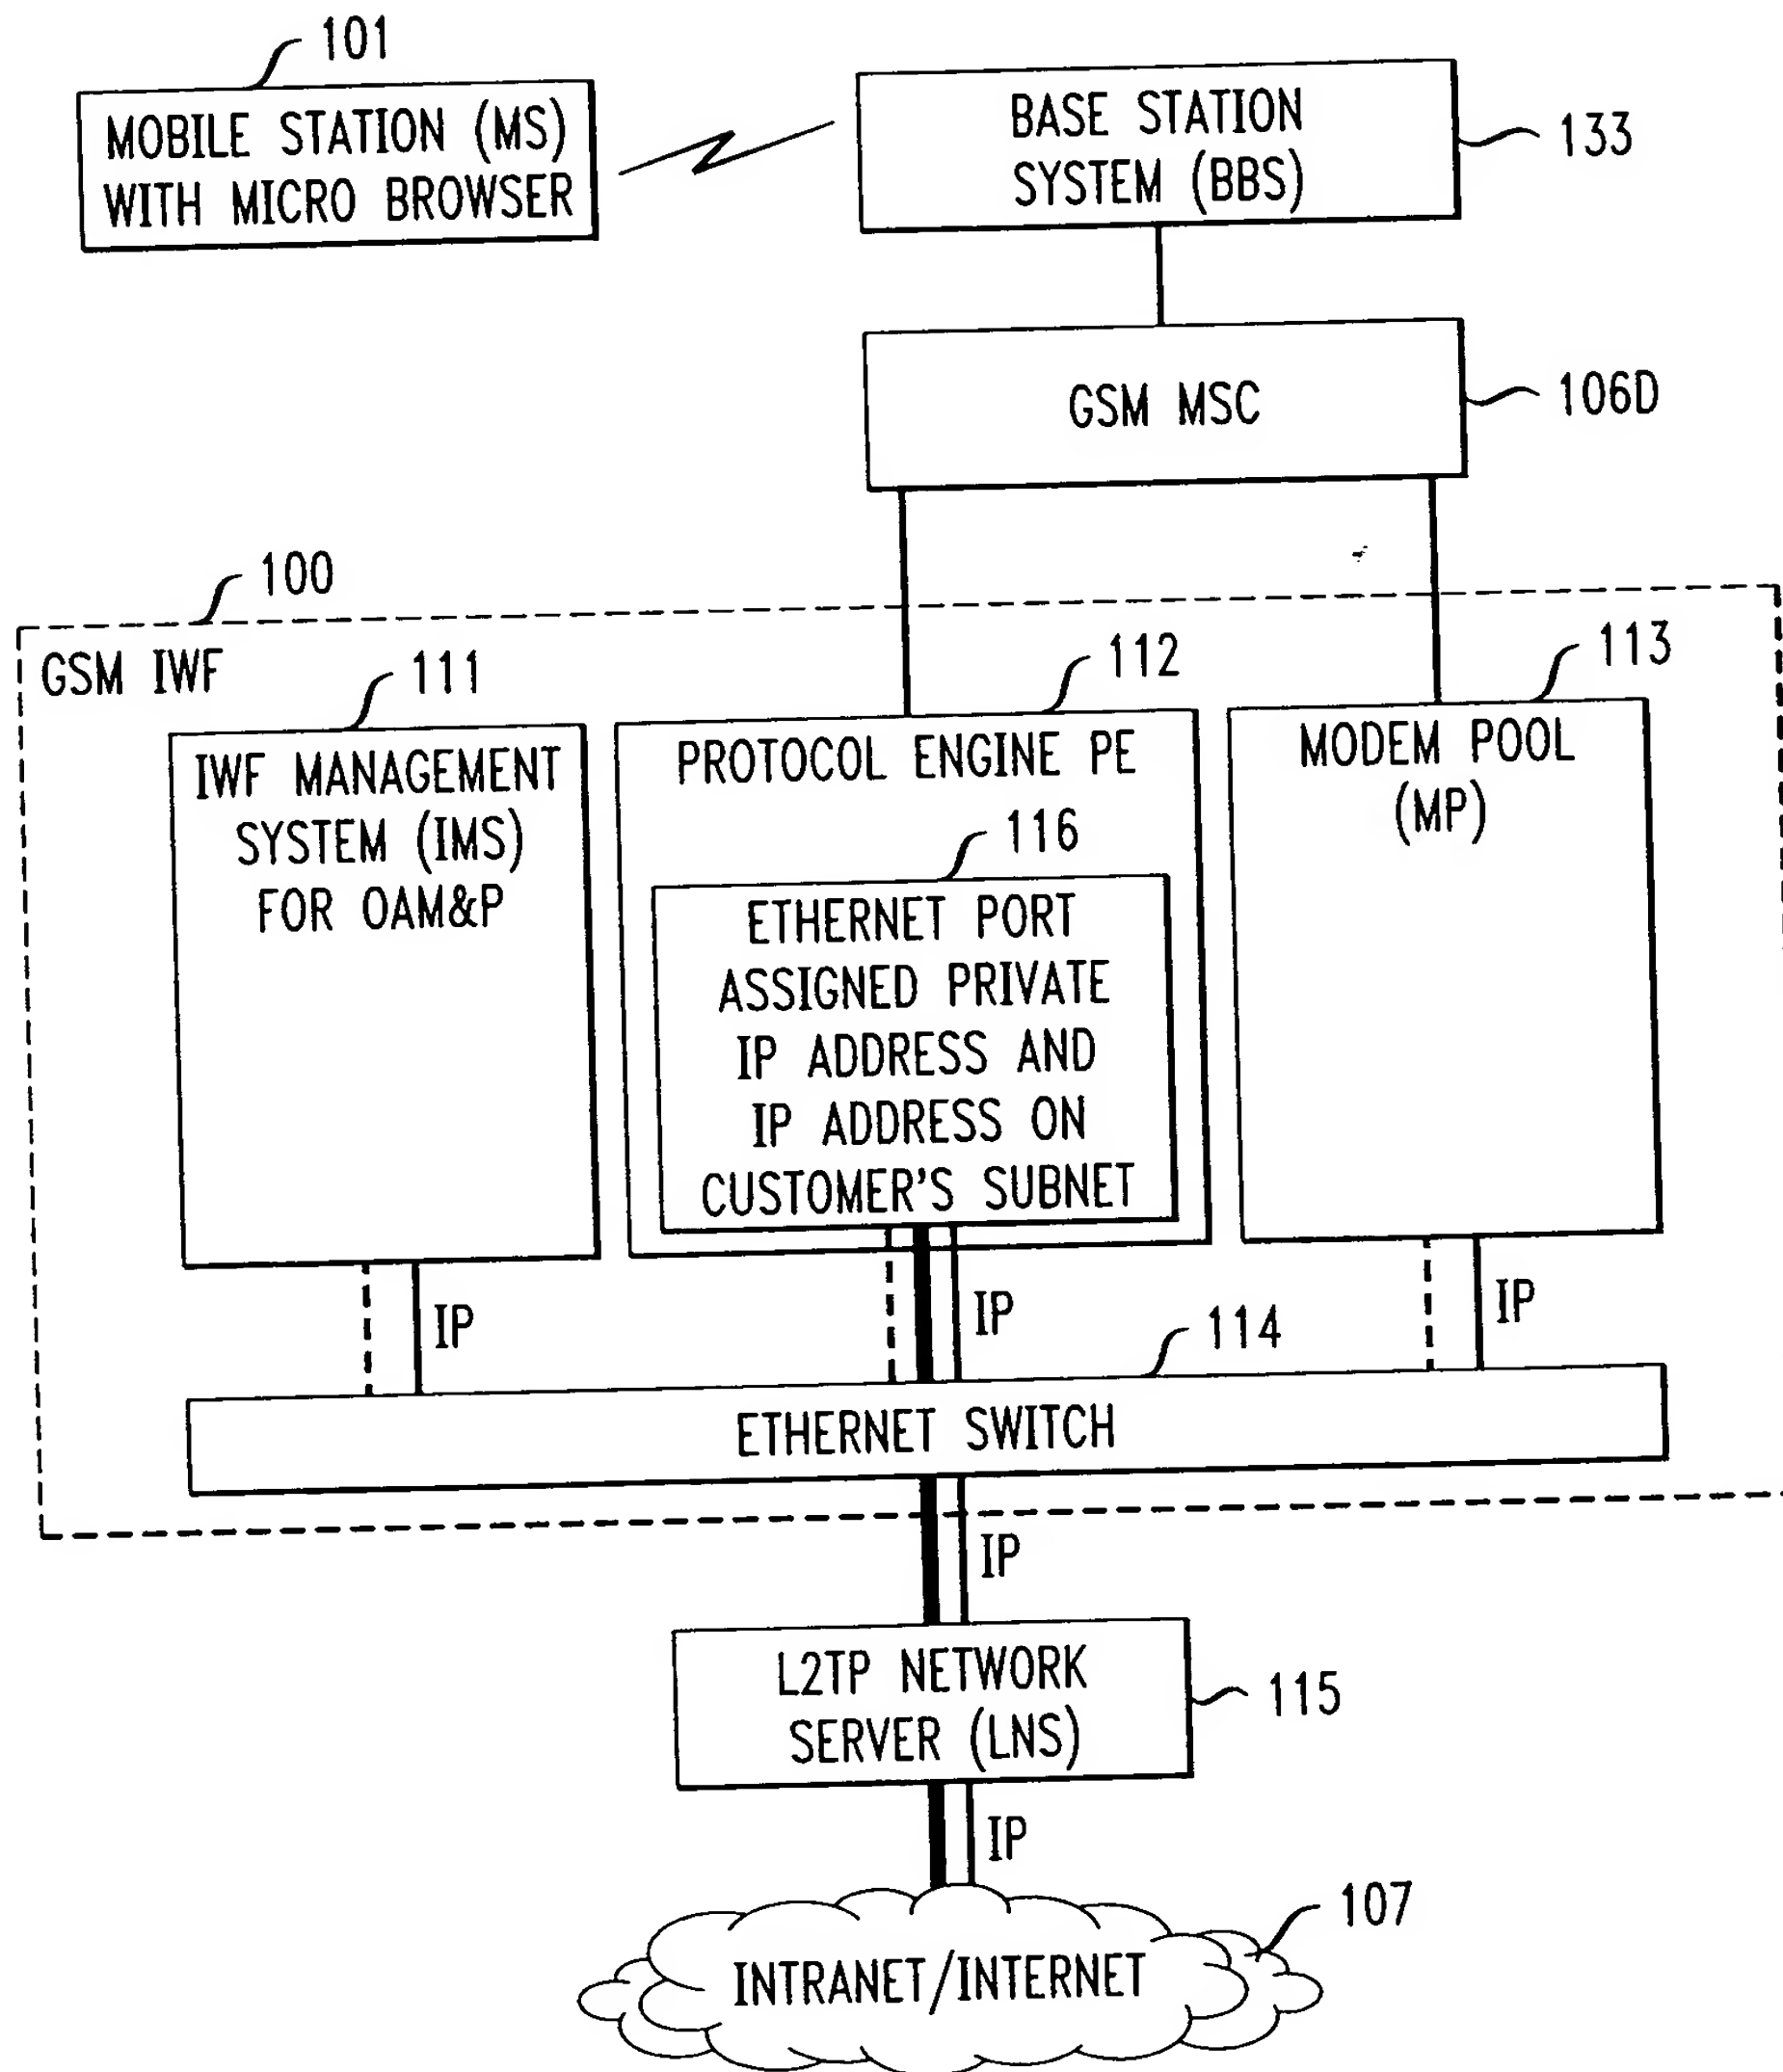 101
MOBILE STATION (MS)
WITH MICRO BROWSER
BASE STATION
SYSTEM (BBS)
133
GSM MSC
106D
100
GSM IWF
111
112
113
IWF MANAGEMENT
SYSTEM (IMS)
FOR OAM&P
PROTOCOL ENGINE PE
116
ETHERNET PORT
ASSIGNED PRIVATE
IP ADDRESS AND
IP ADDRESS ON
CUSTOMER'S SUBNET
MODEM POOL
(MP)
IP
IP
IP
114
ETHERNET SWITCH
IP
L2TP NETWORK
SERVER (LNS)
115
IP
107
INTRANET/INTERNET